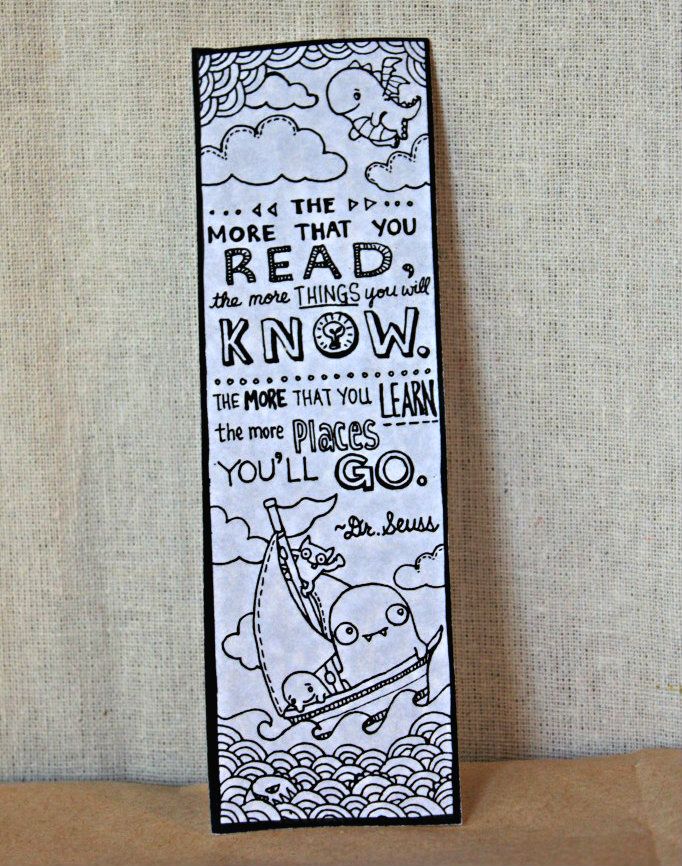 THE
MORE THAT YOU
READ,
the more THINGS you will
KNOW.
THE MORE THAT YOU LEARN
the more Places
YOU'LL GO.
~Dr. Seuss